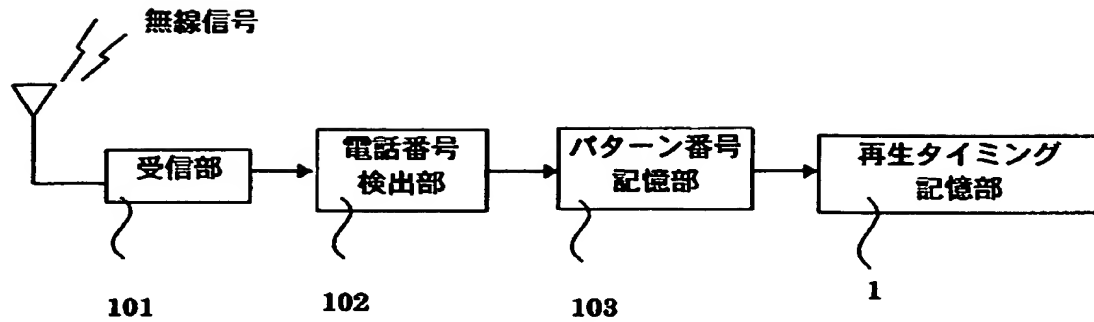 無線信号
受信部
電話番号
検出部
パターン番号
記憶部
再生タイミング
記憶部
101
102
103
1